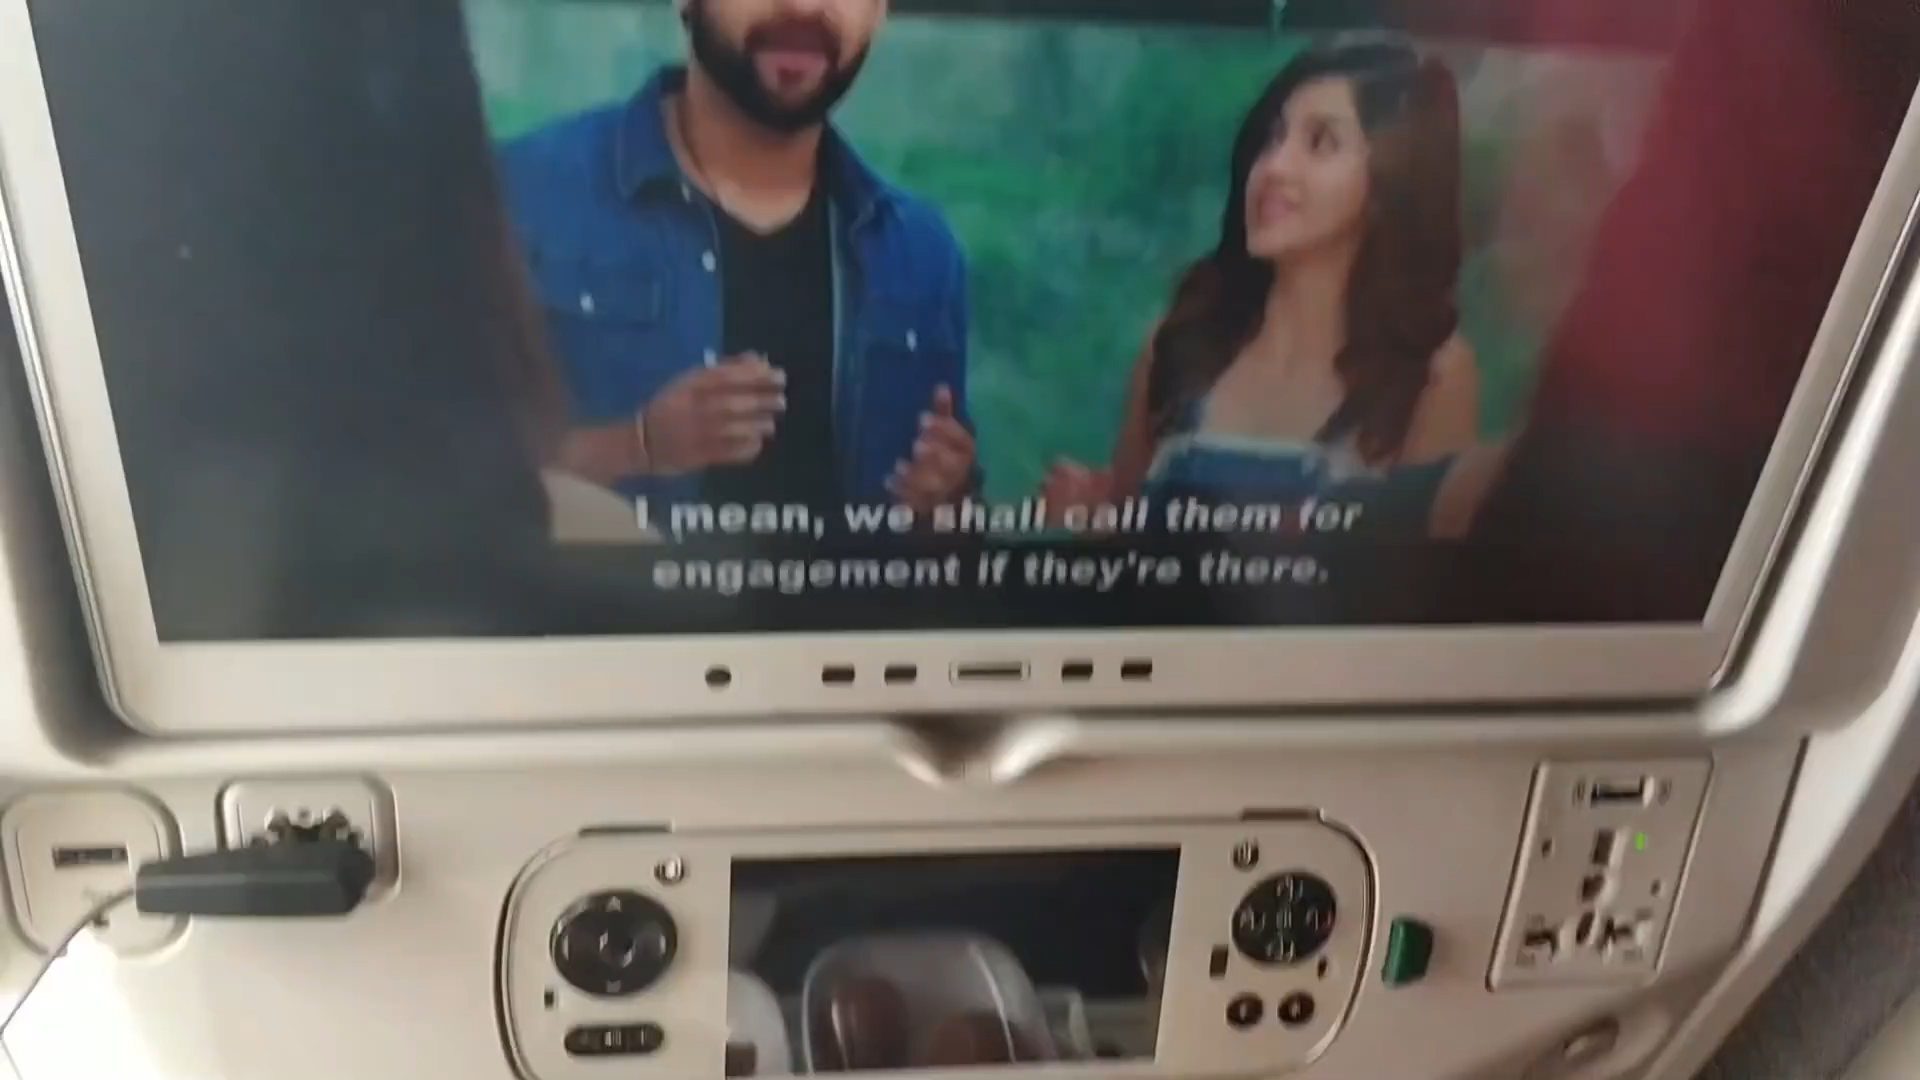 I mean, we shall call them for
engagement if they're there.